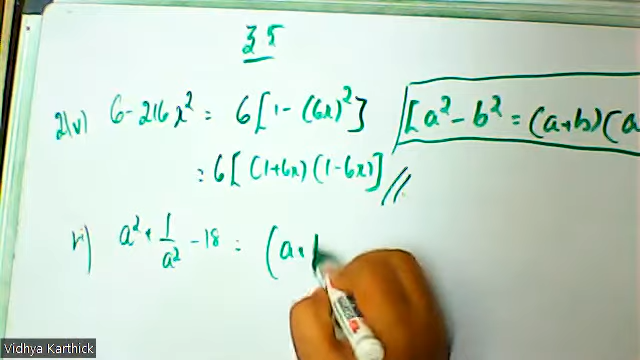 35
2(v) 6 - 216x² = 6[1 - (6x)²]
[a² - b² = (a+b)(a
= 6[(1+6x)(1-6x)]//
vi) a² + 1/a² - 18 = (a +
Vidhya Karthick